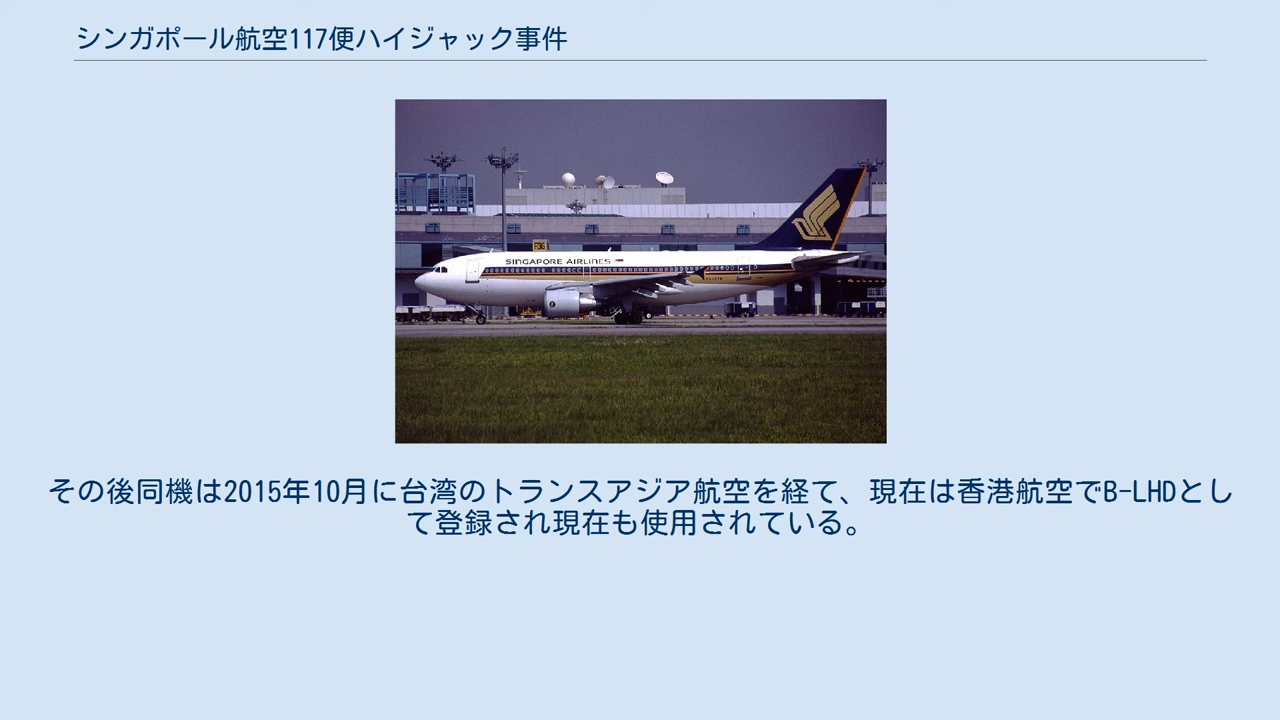 シンガポール航空117便ハイジャック事件
SINGAPORE AIRLINES
その後同機は2015年10月に台湾のトランスアジア航空を経て、現在は香港航空でB-LHDとし
て登録され現在も使用されている。